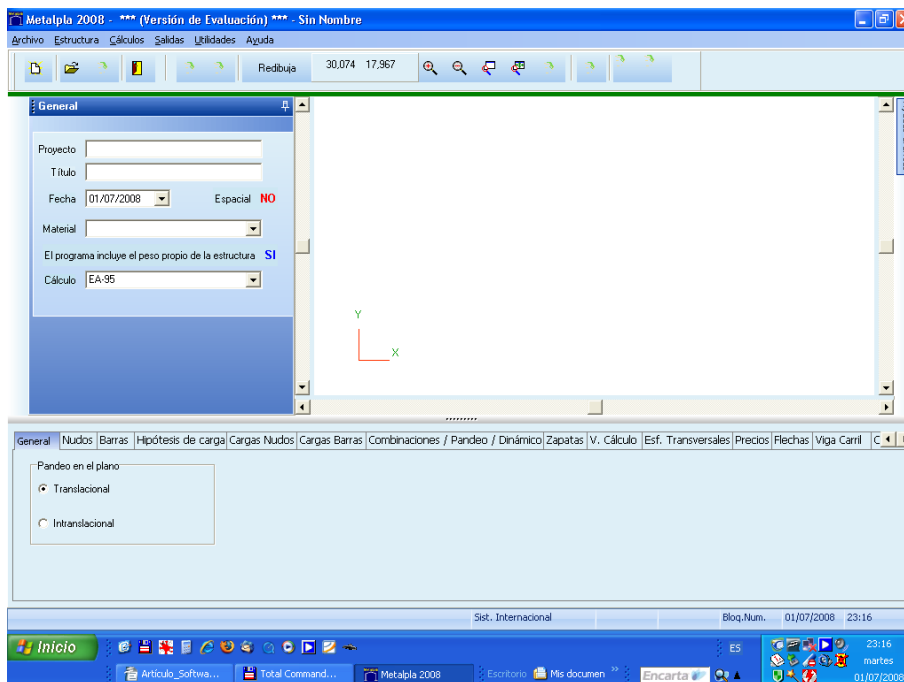 Metalpla 2008 - *** (Versión de Evaluación) *** - Sin Nombre
Archivo Estructura Cálculos Salidas Utilidades Ayuda
Redibuja 30,074 17,967
General
Proyecto
Título
Fecha 01/07/2008 Espacial NO
Material
El programa incluye el peso propio de la estructura SI
Cálculo EA-95
Y
X
General Nudos Barras Hipótesis de carga Cargas Nudos Cargas Barras Combinaciones / Pandeo / Dinámico Zapatas V. Cálculo Esf. Transversales Precios Flechas Viga Carril C
Pandeo en el plano
Translacional
Intranslacional
Sist. Internacional Bloq.Num. 01/07/2008 23:16
Inicio ES 23:16
martes
Artículo_Softwa... Total Command... Metalpla 2008 Escritorio Mis documen » Encarta 01/07/2008